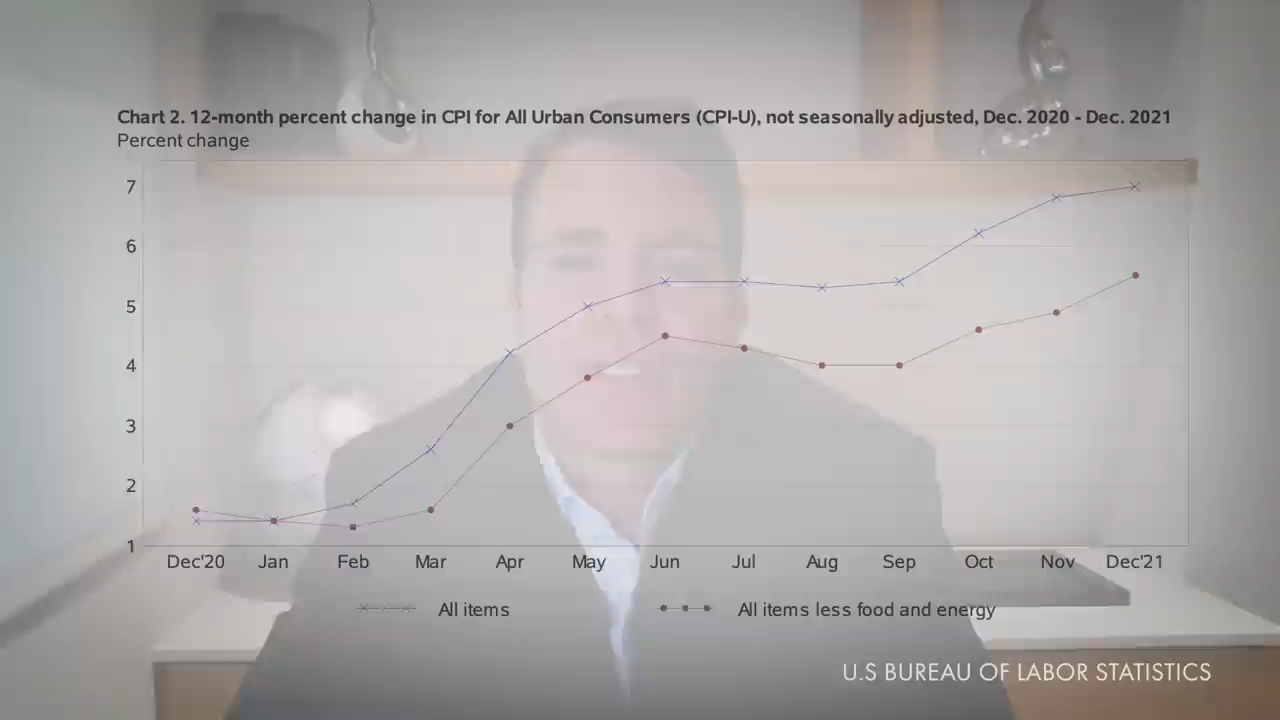 Chart 2. 12-month percent change in CPI for All Urban Consumers (CPI-U), not seasonally adjusted, Dec. 2020 - Dec. 2021
Percent change
7
6
5
4
3
2
1
Dec'20 Jan Feb Mar Apr May Jun Jul Aug Sep Oct Nov Dec'21
All items All items less food and energy
U.S BUREAU OF LABOR STATISTICS